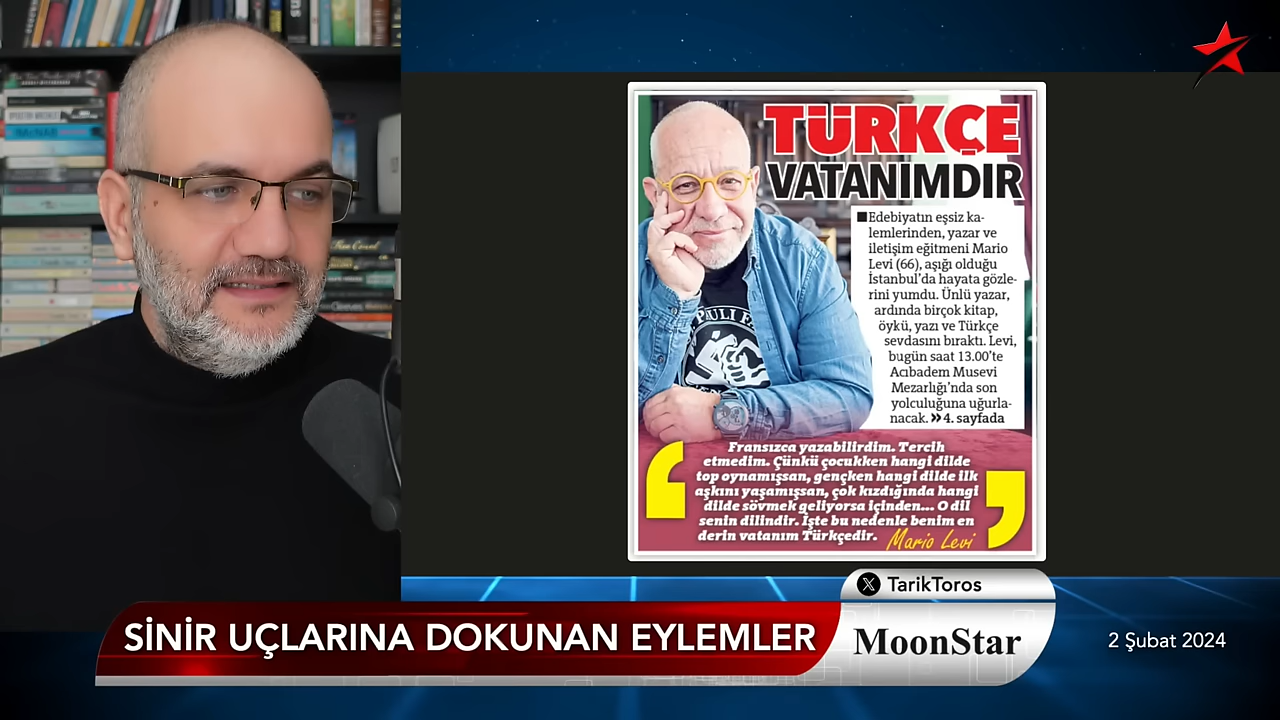 TÜRKÇE
VATANIMDIR
Edebiyatın eşsiz ka-
lemlerinden, yazar ve
iletişim eğitmeni Mario
Levi (66), aşığı olduğu
İstanbul’da hayata gözle-
rini yumdu. Ünlü yazar,
ardında birçok kitap,
öykü, yazı ve Türkçe
sevdasını bıraktı. Levi,
bugün saat 13.00’te
Acıbadem Musevi
Mezarlığı’nda son
yolculuğuna uğurla-
nacak. » 4. sayfada
Fransızca yazabilirdim. Tercih
etmedim. Çünkü çocukken hangi dilde
top oynamışsan, gençken hangi dilde ilk
aşkını yaşamışsan, çok kızdığında hangi
dilde sövmek geliyorsa içinden... O dil
senin dilindir. İşte bu nedenle benim en
derin vatanım Türkçedir. Mario Levi
TarikToros
SİNİR UÇLARINA DOKUNAN EYLEMLER
MoonStar
2 Şubat 2024